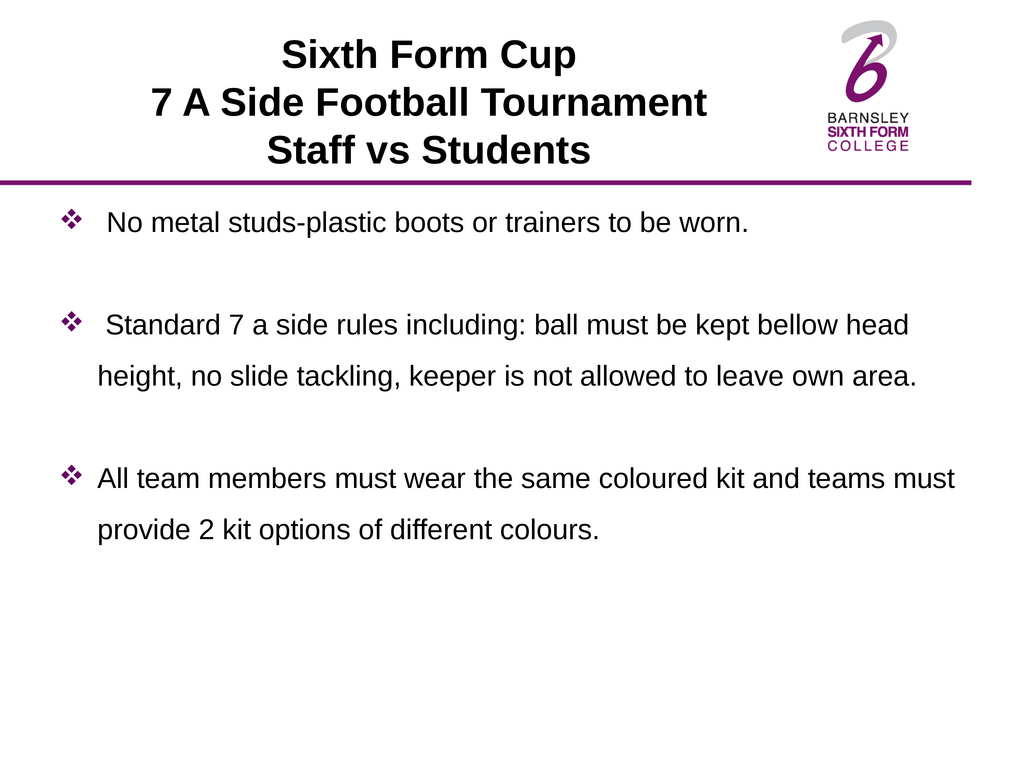 Sixth Form Cup
7 A Side Football Tournament
Staff vs Students
BARNSLEY
SIXTH FORM
COLLEGE
No metal studs-plastic boots or trainers to be worn.
Standard 7 a side rules including: ball must be kept bellow head
height, no slide tackling, keeper is not allowed to leave own area.
All team members must wear the same coloured kit and teams must
provide 2 kit options of different colours.